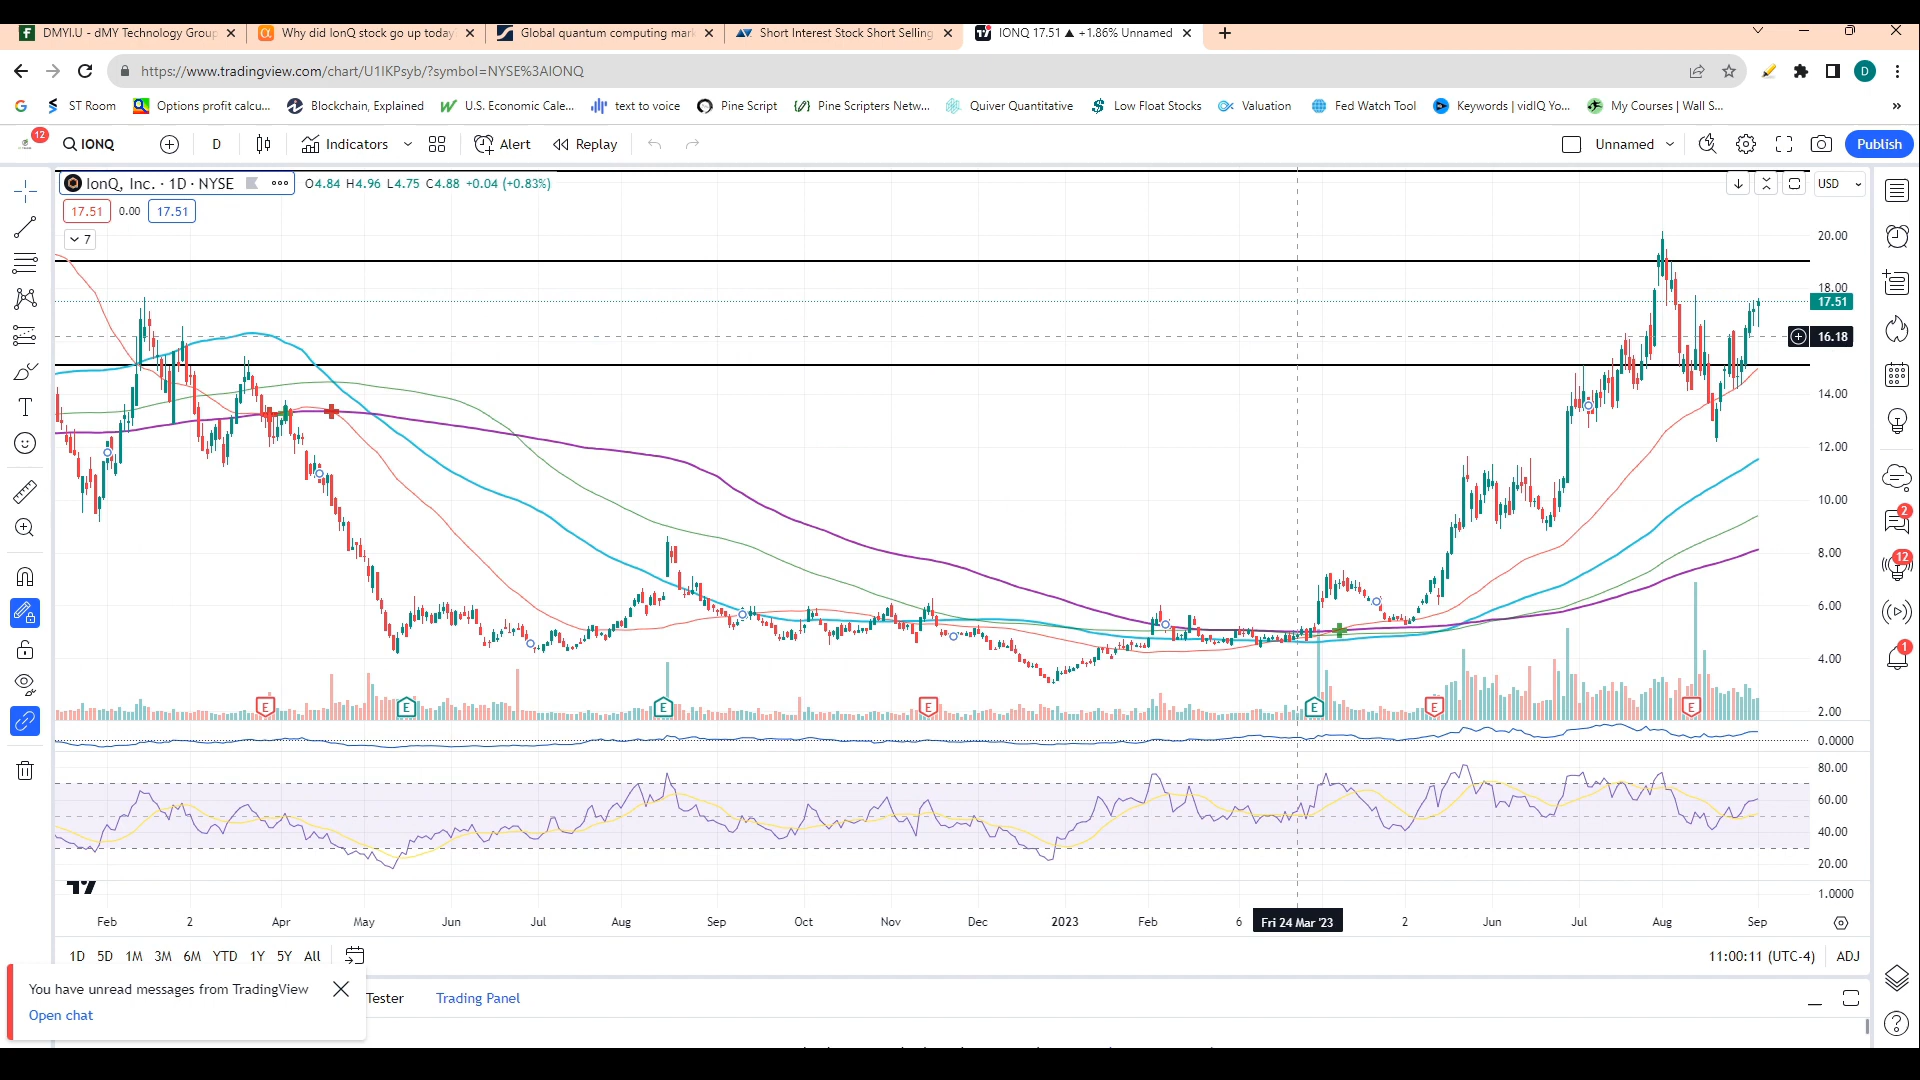 DMYI.U - dMY Technology Group
Why did IonQ stock go up today
Global quantum computing mark
Short Interest Stock Short Selling
IONQ 17.51 ▲ +1.86% Unnamed
https://www.tradingview.com/chart/U1IKPsyb/?symbol=NYSE%3AIONQ
D
ST Room
Options profit calcu...
Blockchain, Explained
U.S. Economic Cale...
text to voice
Pine Script
Pine Scripters Netw...
Quiver Quantitative
Low Float Stocks
Valuation
Fed Watch Tool
Keywords | vidIQ Yo...
My Courses | Wall S...
»
12
IONQ
D
Indicators
Alert
Replay
Unnamed
Publish
IonQ, Inc. · 1D · NYSE
O4.84 H4.96 L4.75 C4.88 +0.04 (+0.83%)
USD
17.51
0.00
17.51
7
20.00
18.00
17.51
16.18
14.00
12.00
10.00
8.00
6.00
4.00
2.00
0.0000
80.00
60.00
40.00
20.00
1.0000
E
E
E
E
E
E
E
2
12
1
Feb
2
Apr
May
Jun
Jul
Aug
Sep
Oct
Nov
Dec
2023
Feb
6
Fri 24 Mar '23
2
Jun
Jul
Aug
Sep
1D
5D
1M
3M
6M
YTD
1Y
5Y
All
11:00:11 (UTC-4)
ADJ
You have unread messages from TradingView
Open chat
Tester
Trading Panel